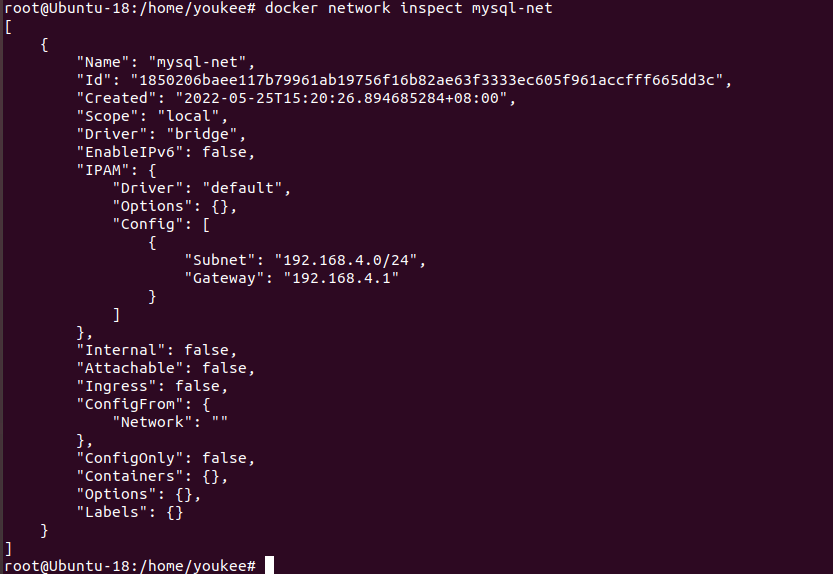 root@Ubuntu-18:/home/youkee# docker network inspect mysql-net
[
    {
        "Name": "mysql-net",
        "Id": "1850206baee117b79961ab19756f16b82ae63f3333ec605f961accfff665dd3c",
        "Created": "2022-05-25T15:20:26.894685284+08:00",
        "Scope": "local",
        "Driver": "bridge",
        "EnableIPv6": false,
        "IPAM": {
            "Driver": "default",
            "Options": {},
            "Config": [
                {
                    "Subnet": "192.168.4.0/24",
                    "Gateway": "192.168.4.1"
                }
            ]
        },
        "Internal": false,
        "Attachable": false,
        "Ingress": false,
        "ConfigFrom": {
            "Network": ""
        },
        "ConfigOnly": false,
        "Containers": {},
        "Options": {},
        "Labels": {}
    }
]
root@Ubuntu-18:/home/youkee#